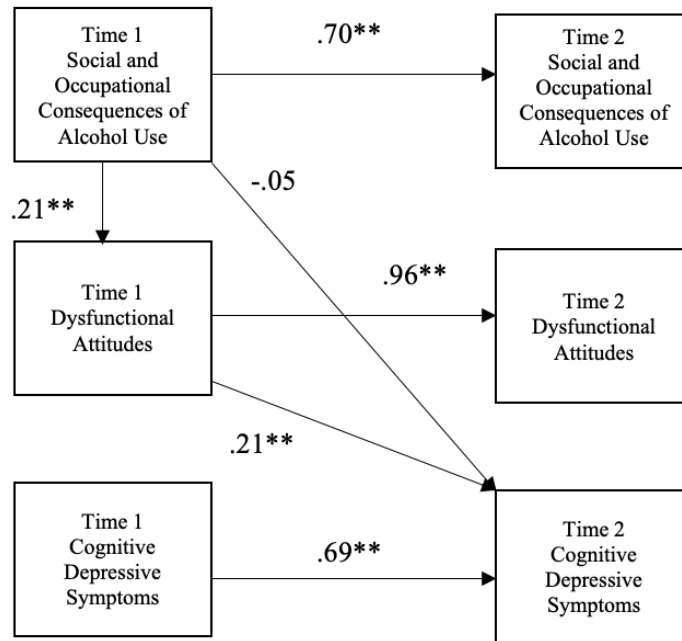 Time 1
Social and
Occupational
Consequences of
Alcohol Use
.70**
Time 2
Social and
Occupational
Consequences of
Alcohol Use
.21**
-.05
Time 1
Dysfunctional
Attitudes
.96**
Time 2
Dysfunctional
Attitudes
.21**
Time 1
Cognitive
Depressive
Symptoms
.69**
Time 2
Cognitive
Depressive
Symptoms